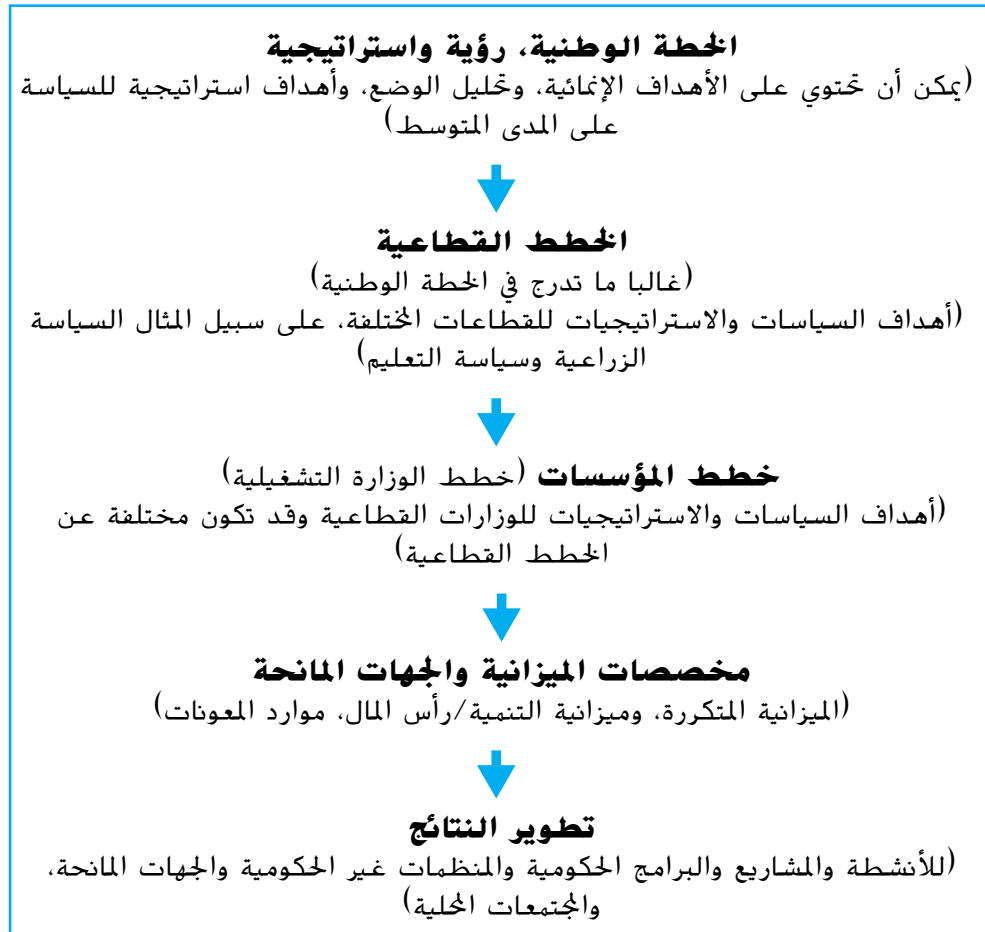 الخطة الوطنية، رؤية واستراتيجية
(يمكن أن تحتوي على الأهداف الإنمائية، وتحليل الوضع، وأهداف استراتيجية للسياسة
على المدى المتوسط)
الخطط القطاعية
(غالبا ما تدرج في الخطة الوطنية)
(أهداف السياسات والاستراتيجيات للقطاعات المختلفة، على سبيل المثال السياسة
الزراعية وسياسة التعليم)
خطط المؤسسات (خطط الوزارة التشغيلية)
(أهداف السياسات والاستراتيجيات للوزارات القطاعية وقد تكون مختلفة عن
الخطط القطاعية)
مخصصات الميزانية والجهات المانحة
(الميزانية المتكررة، وميزانية التنمية/رأس المال، موارد المعونات)
تطوير النتائج
(للأنشطة والمشاريع والبرامج الحكومية والمنظمات غير الحكومية والجهات المانحة،
والمجتمعات المحلية)